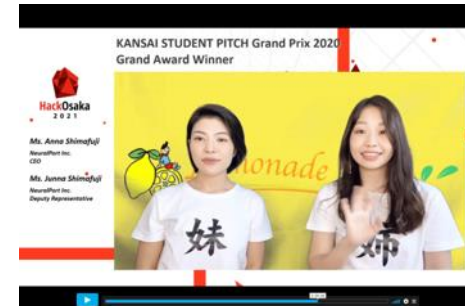 KANSAI STUDENT PITCH Grand Prix 2020
Grand Award Winner
HackOsaka
2021
Ms. Anna Shimafuji
NeuralPort Inc.
CEO
Ms. Junna Shimafuji
NeuralPort Inc.
Deputy Representative
monade
妹
姉